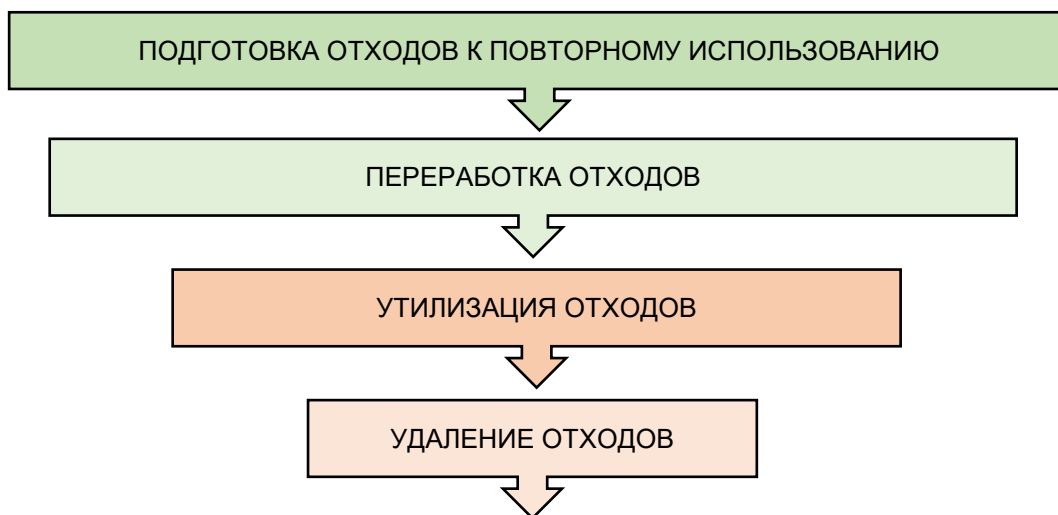 ПОДГОТОВКА ОТХОДОВ К ПОВТОРНОМУ ИСПОЛЬЗОВАНИЮ
ПЕРЕРАБОТКА ОТХОДОВ
УТИЛИЗАЦИЯ ОТХОДОВ
УДАЛЕНИЕ ОТХОДОВ